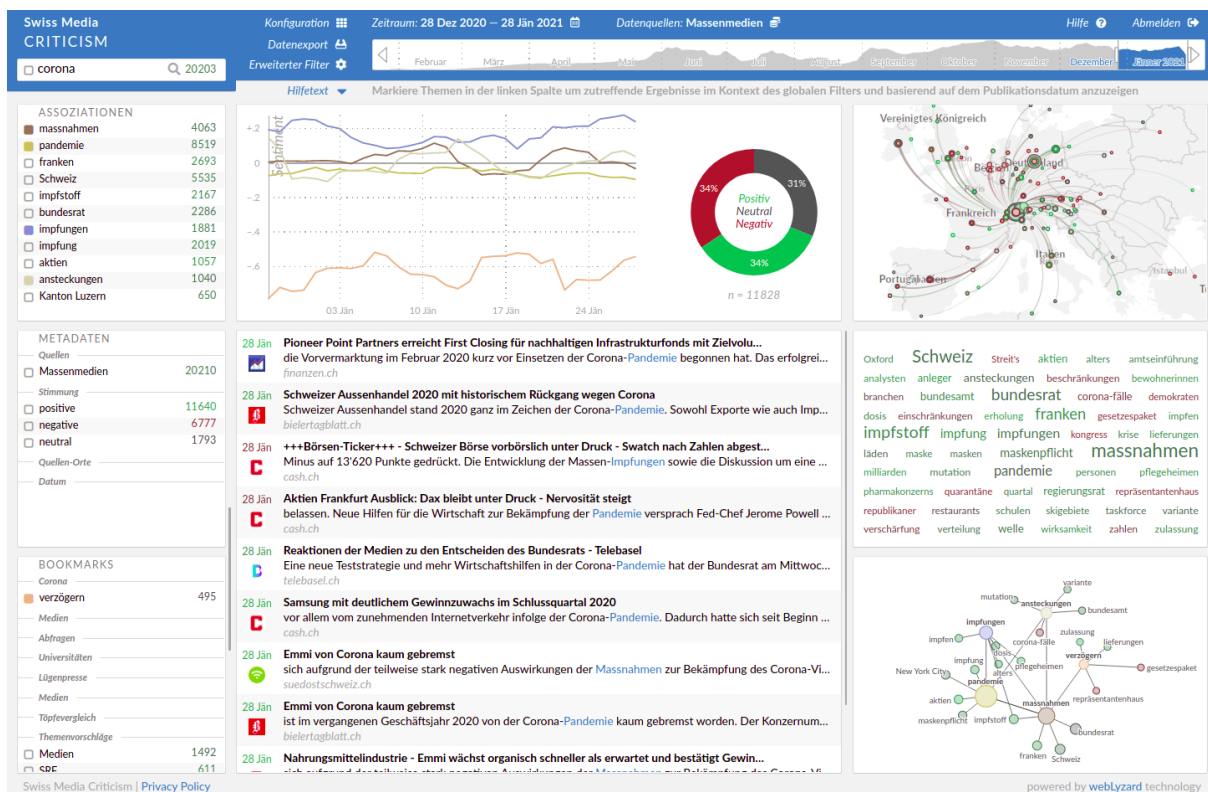 Swiss Media
CRITICISM
corona 20203
Konfiguration
Datenexport
Erweiterter Filter
Zeitraum: 28 Dez 2020 — 28 Jän 2021
Datenquellen: Massenmedien
Hilfe
Abmelden
Februar März April Mai Juni Juli August September Oktober November Dezember Jänner 2021
Hilfetext
Markiere Themen in der linken Spalte um zutreffende Ergebnisse im Kontext des globalen Filters und basierend auf dem Publikationsdatum anzuzeigen
ASSOZIATIONEN
massnahmen 4063
pandemie 8519
franken 2693
Schweiz 5535
impfstoff 2167
bundesrat 2286
impfungen 1881
impfung 2019
aktien 1057
ansteckungen 1040
Kanton Luzern 650
METADATEN
Quellen
Massenmedien 20210
Stimmung
positive 11640
negative 6777
neutral 1793
Quellen-Orte
Datum
BOOKMARKS
Corona
verzögern 495
Medien
Abfragen
Universitäten
Lügenpresse
Medien
Töpfevergleich
Themenvorschläge
Medien 1492
SRF 611
Sentiment
+.2
0
-.2
-.4
-.6
03 Jän 10 Jän 17 Jän 24 Jän
34% 31% 34%
Positiv
Neutral
Negativ
n = 11828
28 Jän Pioneer Point Partners erreicht First Closing für nachhaltigen Infrastrukturfonds mit Zielvolu...
die Vorvermarktung im Februar 2020 kurz vor Einsetzen der Corona-Pandemie begonnen hat. Das erfolgrei...
finanzen.ch
28 Jän Schweizer Aussenhandel 2020 mit historischem Rückgang wegen Corona
Schweizer Aussenhandel stand 2020 ganz im Zeichen der Corona-Pandemie. Sowohl Exporte wie auch Imp...
bielertagblatt.ch
28 Jän +++Börsen-Ticker+++ - Schweizer Börse vorbörslich unter Druck - Swatch nach Zahlen abgest...
Minus auf 13'620 Punkte gedrückt. Die Entwicklung der Massen-Impfungen sowie die Diskussion um eine ...
cash.ch
28 Jän Aktien Frankfurt Ausblick: Dax bleibt unter Druck - Nervosität steigt
belassen. Neue Hilfen für die Wirtschaft zur Bekämpfung der Pandemie versprach Fed-Chef Jerome Powell ...
cash.ch
28 Jän Reaktionen der Medien zu den Entscheiden des Bundesrats - Telebasel
Eine neue Teststrategie und mehr Wirtschaftshilfen in der Corona-Pandemie hat der Bundesrat am Mittwoc...
telebasel.ch
28 Jän Samsung mit deutlichem Gewinnzuwachs im Schlussquartal 2020
vor allem vom zunehmenden Internetverkehr infolge der Corona-Pandemie. Dadurch hatte sich seit Beginn ...
cash.ch
28 Jän Emmi von Corona kaum gebremst
sich aufgrund der teilweise stark negativen Auswirkungen der Massnahmen zur Bekämpfung des Corona-Vi...
suedostschweiz.ch
28 Jän Emmi von Corona kaum gebremst
ist im vergangenen Geschäftsjahr 2020 von der Corona-Pandemie kaum gebremst worden. Der Konzernum...
bielertagblatt.ch
28 Jän Nahrungsmittelindustrie - Emmi wächst organisch schneller als erwartet und bestätigt Gewin...
sich aufgrund der teilweise stark negativen Auswirkungen der Massnahmen zur Bekämpfung des Corona-Vi...
Vereinigtes Königreich
Deutschland
Frankreich
Italien
Istanbul
Oxford Schweiz Streit's aktien alters amtseinführung
analysten anleger ansteckungen beschränkungen bewohnerinnen
branchen bundesamt bundesrat corona-fälle demokraten
dosis einschränkungen erholung franken gesetzespaket impfen
impfstoff impfung impfungen kongress krise lieferungen
läden maske masken maskenpflicht massnahmen
milliarden mutation pandemie personen pflegeheimen
pharmakonzerns quarantäne quartal regierungsrat repräsentantenhaus
republikaner restaurants schulen skigebiete taskforce variante
verschärfung verteilung welle wirksamkeit zahlen zulassung
variante
mutation
ansteckungen
bundesamt
impfungen
impfen
corona-fälle
zulassung
lieferungen
dosis
verzögern
impfung
pflegeheimen
gesetzespaket
New York City
alters
pandemie
repräsentantenhaus
aktien
massnahmen
maskenpflicht
impfstoff
bundesrat
franken
Schweiz
Swiss Media Criticism | Privacy Policy
powered by webLyzard technology